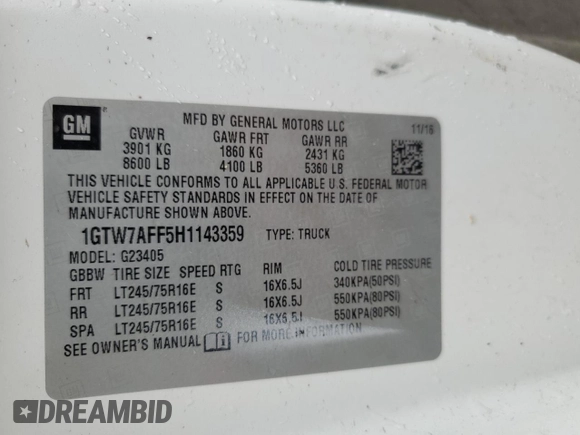 GM
MFD BY GENERAL MOTORS LLC 11/16
GVWR GAWR FRT GAWR RR
3901 KG 1860 KG 2431 KG
8600 LB 4100 LB 5360 LB
THIS VEHICLE CONFORMS TO ALL APPLICABLE U.S. FEDERAL MOTOR
VEHICLE SAFETY STANDARDS IN EFFECT ON THE DATE OF
MANUFACTURE SHOWN ABOVE.
1GTW7AFF5H1143359 TYPE: TRUCK
MODEL: G23405
GBBW TIRE SIZE SPEED RTG RIM COLD TIRE PRESSURE
FRT LT245/75R16E S 16X6.5J 340KPA(50PSI)
RR LT245/75R16E S 16X6.5J 550KPA(80PSI)
SPA LT245/75R16E S 16X6.5J 550KPA(80PSI)
SEE OWNER'S MANUAL FOR MORE INFORMATION.
DREAMBID